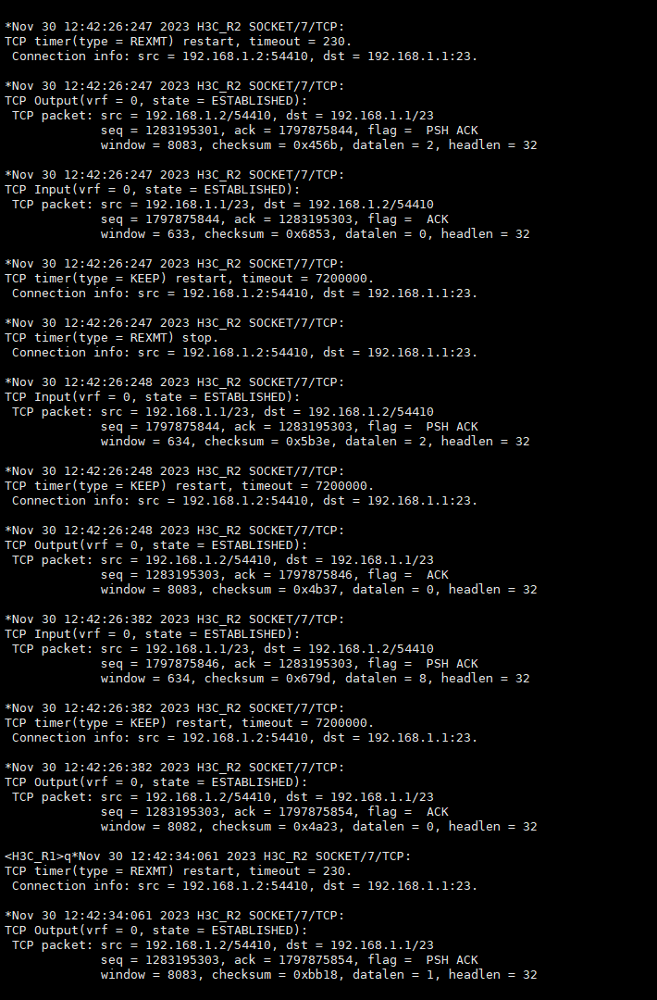 *Nov 30 12:42:26:247 2023 H3C_R2 SOCKET/7/TCP:
TCP timer(type = REXMT) restart, timeout = 230.
Connection info: src = 192.168.1.2:54410, dst = 192.168.1.1:23.
*Nov 30 12:42:26:247 2023 H3C_R2 SOCKET/7/TCP:
TCP Output(vrf = 0, state = ESTABLISHED):
TCP packet: src = 192.168.1.2/54410, dst = 192.168.1.1/23
seq = 1283195301, ack = 1797875844, flag =  PSH ACK
window = 8083, checksum = 0x456b, datalen = 2, headlen = 32
*Nov 30 12:42:26:247 2023 H3C_R2 SOCKET/7/TCP:
TCP Input(vrf = 0, state = ESTABLISHED):
TCP packet: src = 192.168.1.1/23, dst = 192.168.1.2/54410
seq = 1797875844, ack = 1283195303, flag =  ACK
window = 633, checksum = 0x6853, datalen = 0, headlen = 32
*Nov 30 12:42:26:247 2023 H3C_R2 SOCKET/7/TCP:
TCP timer(type = KEEP) restart, timeout = 7200000.
Connection info: src = 192.168.1.2:54410, dst = 192.168.1.1:23.
*Nov 30 12:42:26:247 2023 H3C_R2 SOCKET/7/TCP:
TCP timer(type = REXMT) stop.
Connection info: src = 192.168.1.2:54410, dst = 192.168.1.1:23.
*Nov 30 12:42:26:248 2023 H3C_R2 SOCKET/7/TCP:
TCP Input(vrf = 0, state = ESTABLISHED):
TCP packet: src = 192.168.1.1/23, dst = 192.168.1.2/54410
seq = 1797875844, ack = 1283195303, flag =  PSH ACK
window = 634, checksum = 0x5b3e, datalen = 2, headlen = 32
*Nov 30 12:42:26:248 2023 H3C_R2 SOCKET/7/TCP:
TCP timer(type = KEEP) restart, timeout = 7200000.
Connection info: src = 192.168.1.2:54410, dst = 192.168.1.1:23.
*Nov 30 12:42:26:248 2023 H3C_R2 SOCKET/7/TCP:
TCP Output(vrf = 0, state = ESTABLISHED):
TCP packet: src = 192.168.1.2/54410, dst = 192.168.1.1/23
seq = 1283195303, ack = 1797875846, flag =  ACK
window = 8083, checksum = 0x4b37, datalen = 0, headlen = 32
*Nov 30 12:42:26:382 2023 H3C_R2 SOCKET/7/TCP:
TCP Input(vrf = 0, state = ESTABLISHED):
TCP packet: src = 192.168.1.1/23, dst = 192.168.1.2/54410
seq = 1797875846, ack = 1283195303, flag =  PSH ACK
window = 634, checksum = 0x679d, datalen = 8, headlen = 32
*Nov 30 12:42:26:382 2023 H3C_R2 SOCKET/7/TCP:
TCP timer(type = KEEP) restart, timeout = 7200000.
Connection info: src = 192.168.1.2:54410, dst = 192.168.1.1:23.
*Nov 30 12:42:26:382 2023 H3C_R2 SOCKET/7/TCP:
TCP Output(vrf = 0, state = ESTABLISHED):
TCP packet: src = 192.168.1.2/54410, dst = 192.168.1.1/23
seq = 1283195303, ack = 1797875854, flag =  ACK
window = 8082, checksum = 0x4a23, datalen = 0, headlen = 32
<H3C_R1>q*Nov 30 12:42:34:061 2023 H3C_R2 SOCKET/7/TCP:
TCP timer(type = REXMT) restart, timeout = 230.
Connection info: src = 192.168.1.2:54410, dst = 192.168.1.1:23.
*Nov 30 12:42:34:061 2023 H3C_R2 SOCKET/7/TCP:
TCP Output(vrf = 0, state = ESTABLISHED):
TCP packet: src = 192.168.1.2/54410, dst = 192.168.1.1/23
seq = 1283195303, ack = 1797875854, flag =  PSH ACK
window = 8083, checksum = 0xbb18, datalen = 1, headlen = 32